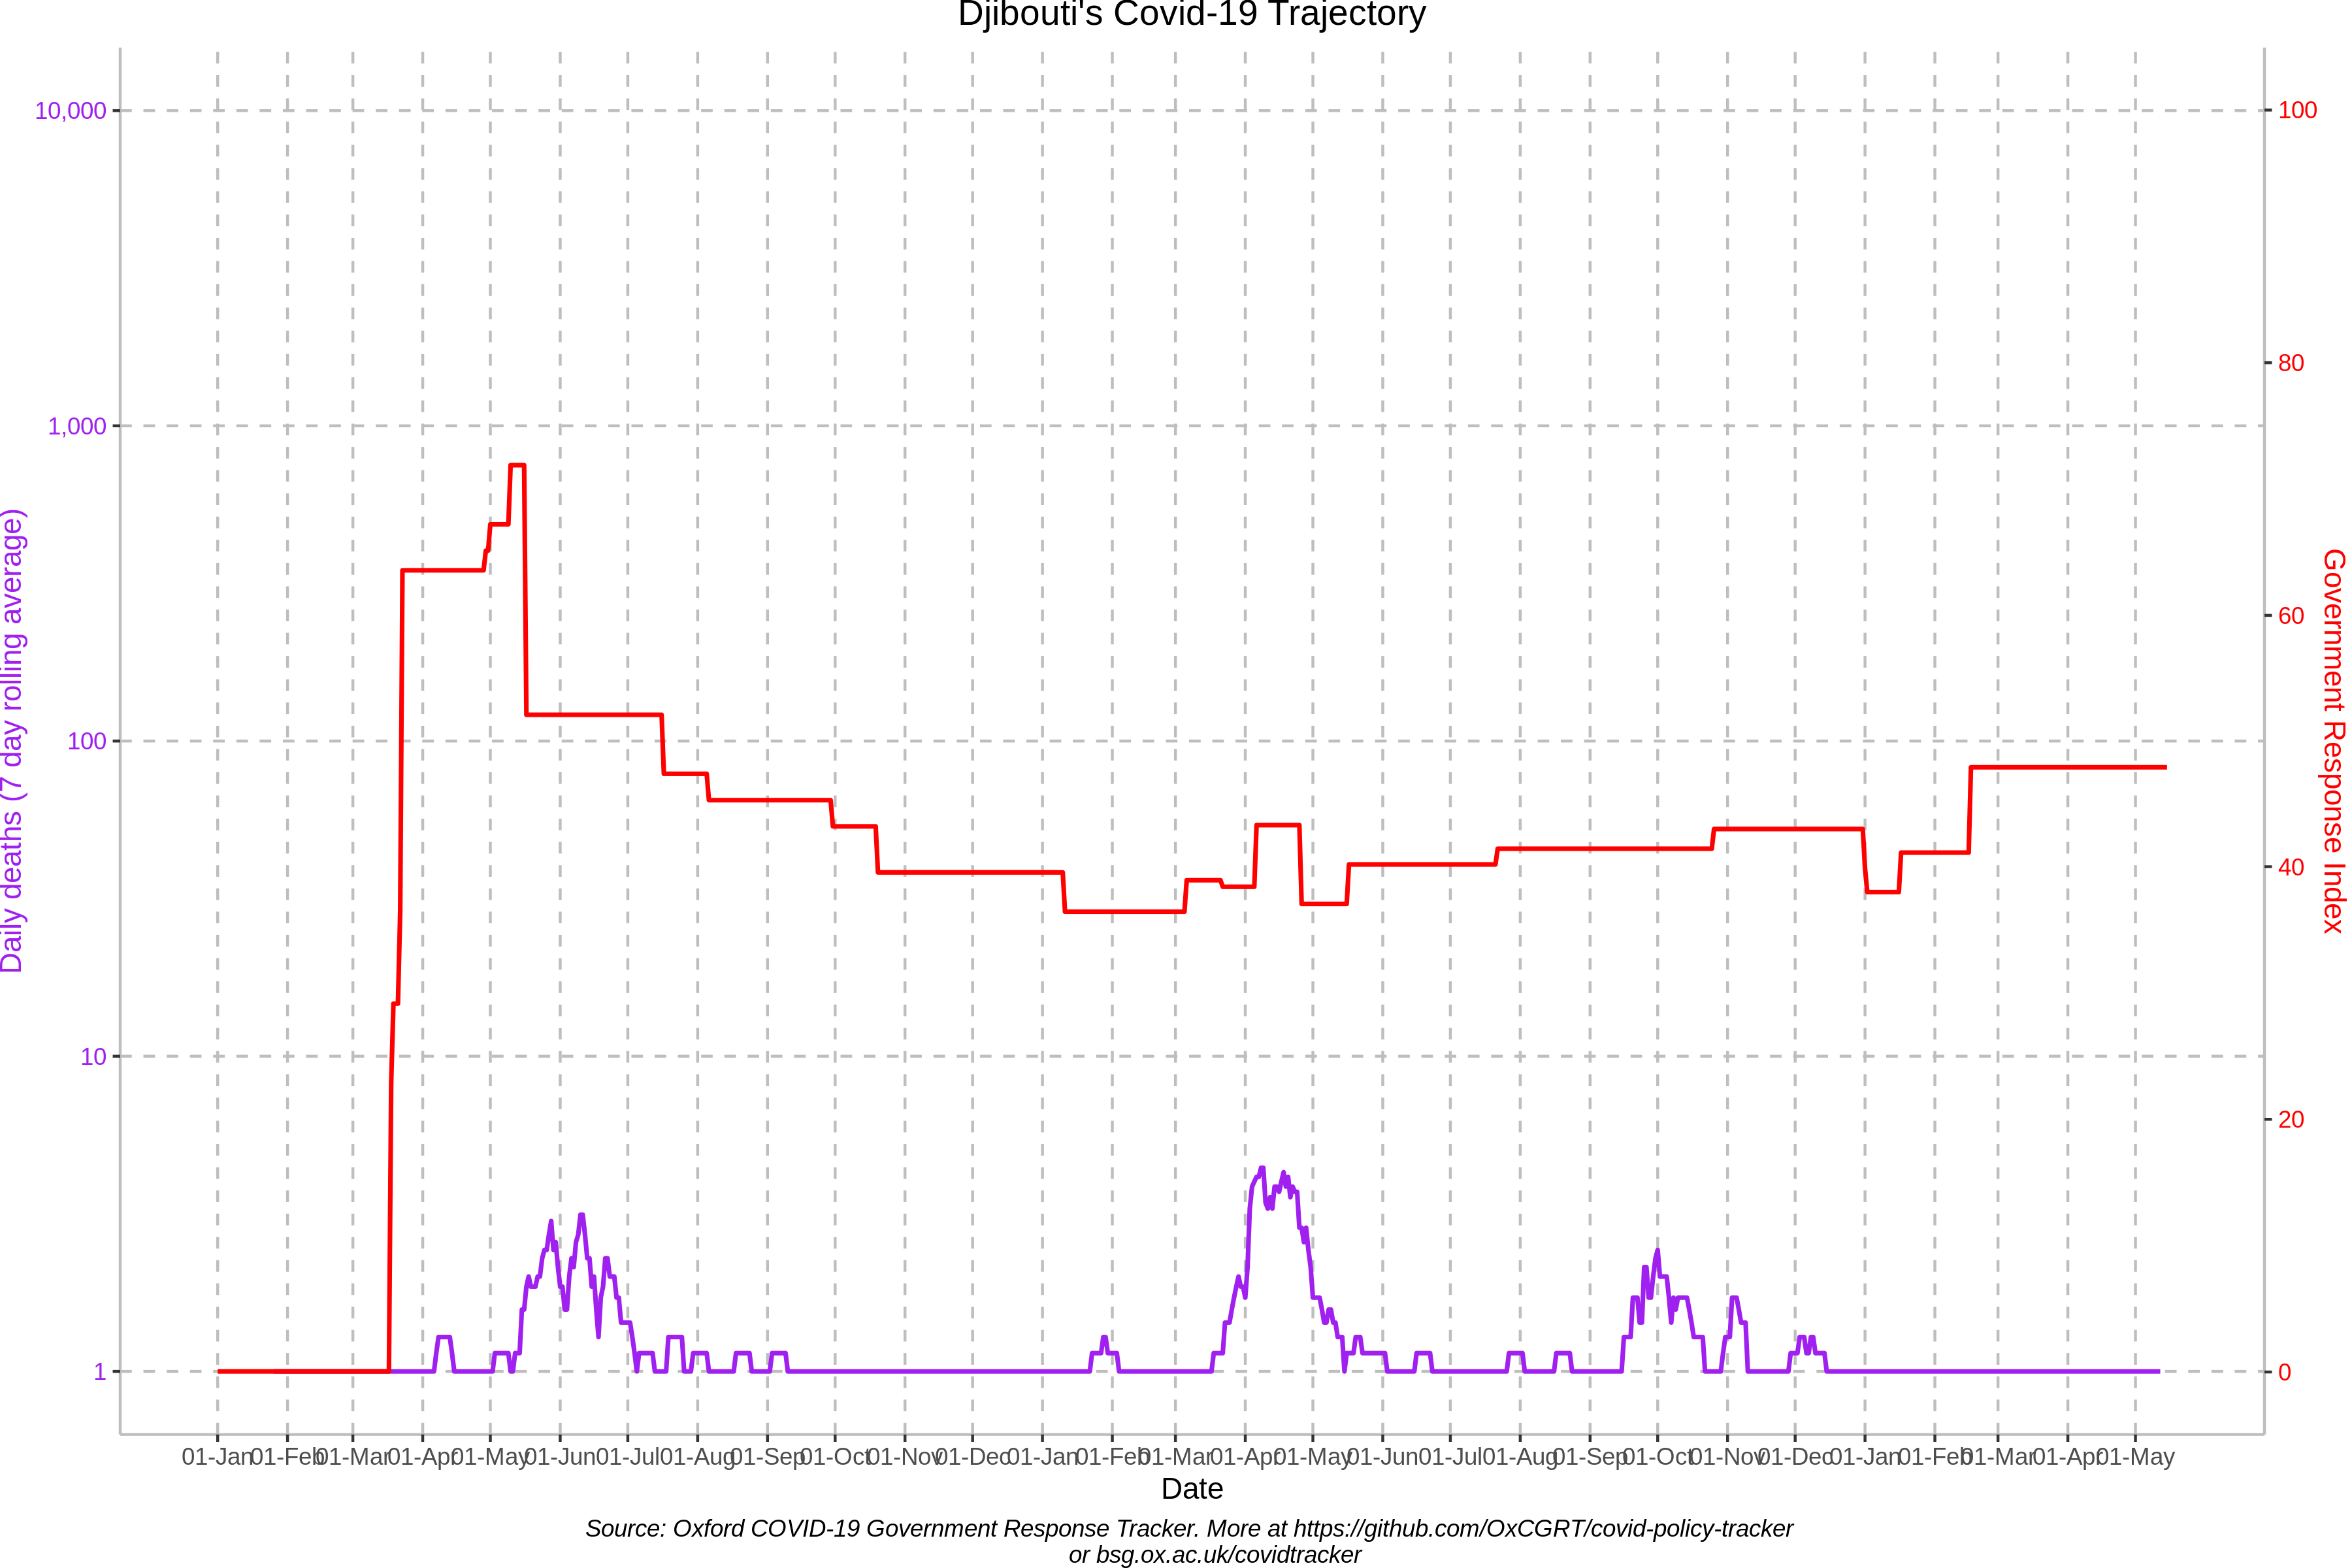 Djibouti's Covid-19 Trajectory
10,000
1,000
100
10
1
Daily deaths (7 day rolling average)
100
80
60
40
20
0
Government Response Index
01-Jan 01-Feb 01-Mar 01-Apr 01-May 01-Jun 01-Jul 01-Aug 01-Sep 01-Oct 01-Nov 01-Dec 01-Jan 01-Feb 01-Mar 01-Apr 01-May 01-Jun 01-Jul 01-Aug 01-Sep 01-Oct 01-Nov 01-Dec 01-Jan 01-Feb 01-Mar 01-Apr 01-May
Date
Source: Oxford COVID-19 Government Response Tracker. More at https://github.com/OxCGRT/covid-policy-tracker
or bsg.ox.ac.uk/covidtracker